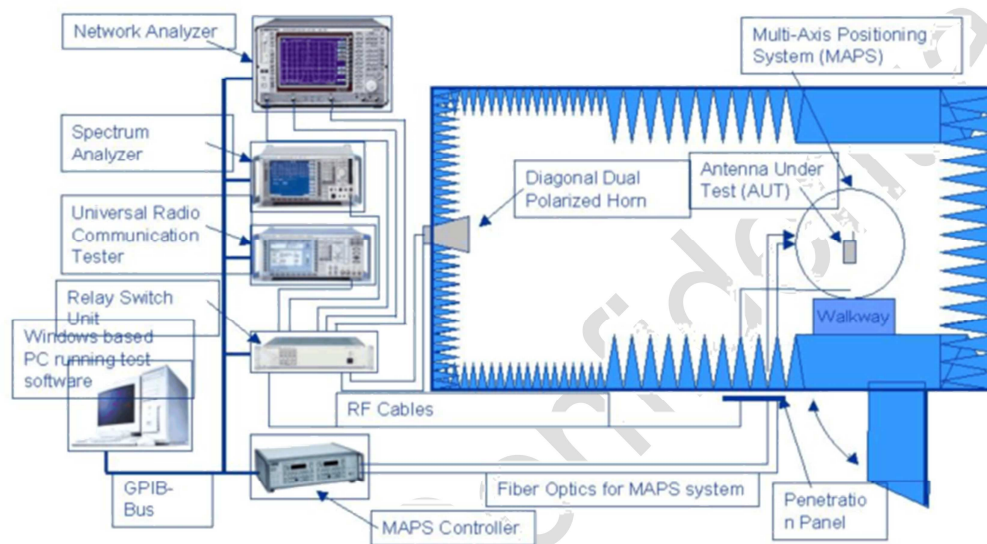 Network Analyzer
Multi-Axis Positioning
System (MAPS)
Spectrum
Analyzer
Diagonal Dual
Polarized Horn
Antenna Under
Test (AUT)
Universal Radio
Communication
Tester
Relay Switch
Unit
Walkway
Windows based
PC running test
software
RF Cables
GPIB-
Bus
Fiber Optics for MAPS system
Penetratio
n Panel
MAPS Controller